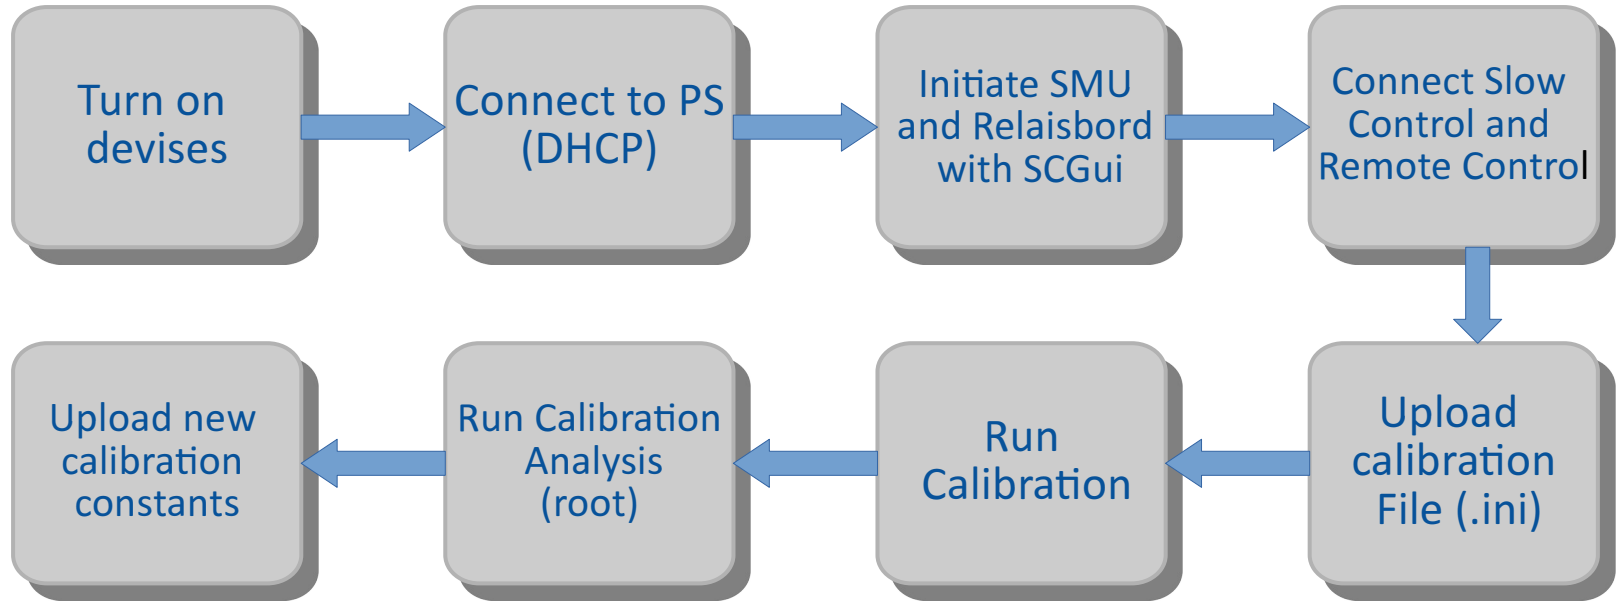 Turn on
devises
Connect to PS
(DHCP)
Initiate SMU
and Relaisbord
with SCGui
Connect Slow
Control and
Remote Control
Upload
calibration
File (.ini)
Run
Calibration
Run Calibration
Analysis
(root)
Upload new
calibration
constants